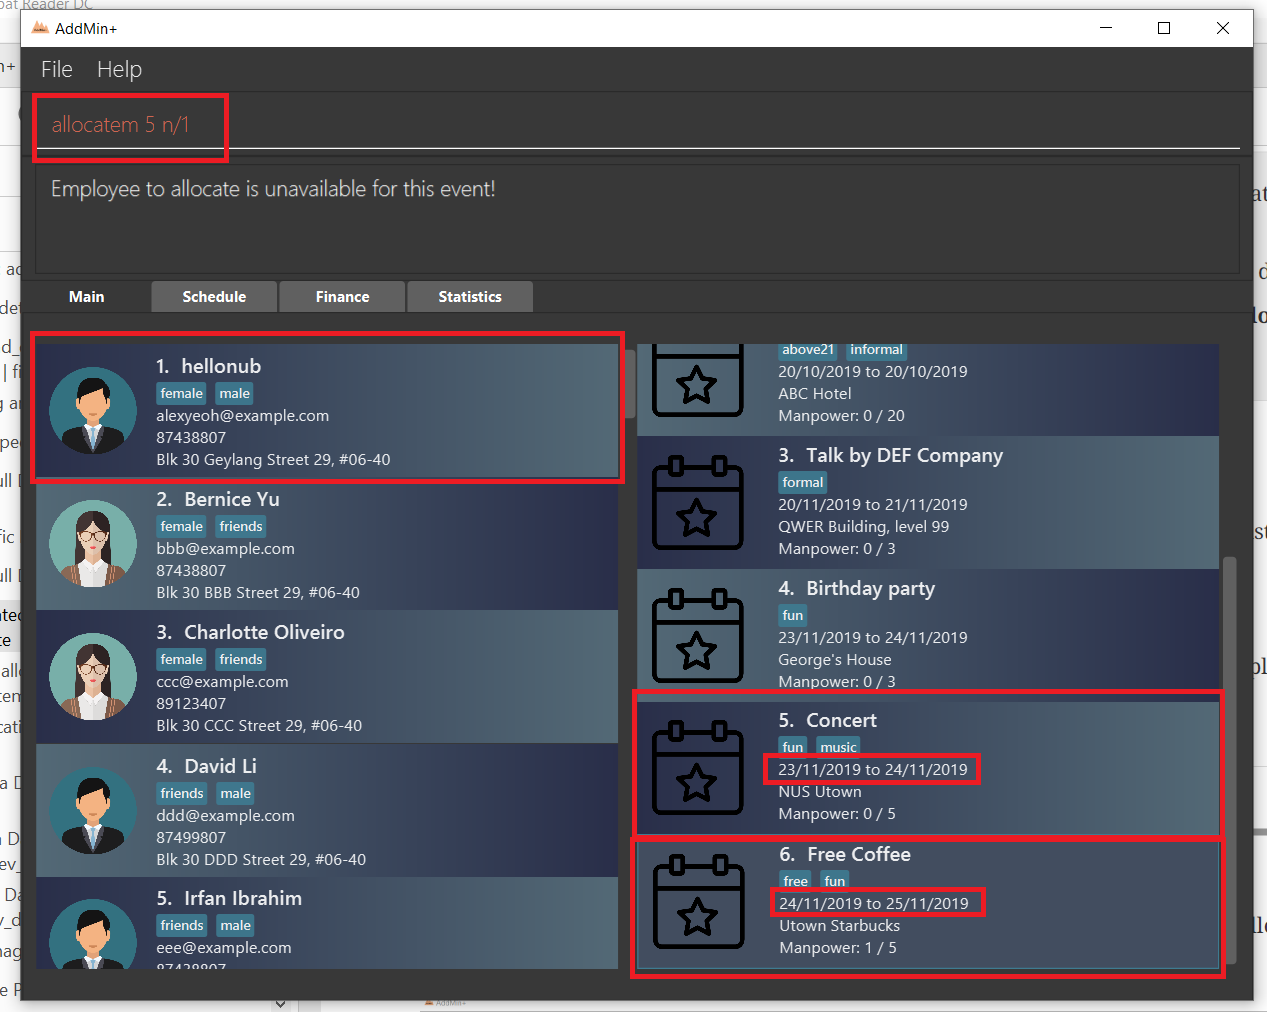 bat Reader DC
AddMin+
File Help
allocatem 5 n/1
Employee to allocate is unavailable for this event!
Main Schedule Finance Statistics
1. hellonub
female male
alexyeoh@example.com
87438807
Blk 30 Geylang Street 29, #06-40
2. Bernice Yu
female friends
bbb@example.com
87438807
Blk 30 BBB Street 29, #06-40
3. Charlotte Oliveiro
female friends
ccc@example.com
89123407
Blk 30 CCC Street 29, #06-40
4. David Li
friends male
ddd@example.com
87499807
Blk 30 DDD Street 29, #06-40
5. Irfan Ibrahim
friends male
eee@example.com
87438807
above21 informal
20/10/2019 to 20/10/2019
ABC Hotel
Manpower: 0 / 20
3. Talk by DEF Company
formal
20/11/2019 to 21/11/2019
QWER Building, level 99
Manpower: 0 / 3
4. Birthday party
fun
23/11/2019 to 24/11/2019
George's House
Manpower: 0 / 3
5. Concert
fun music
23/11/2019 to 24/11/2019
NUS Utown
Manpower: 0 / 5
6. Free Coffee
free fun
24/11/2019 to 25/11/2019
Utown Starbucks
Manpower: 1 / 5
AddMin+